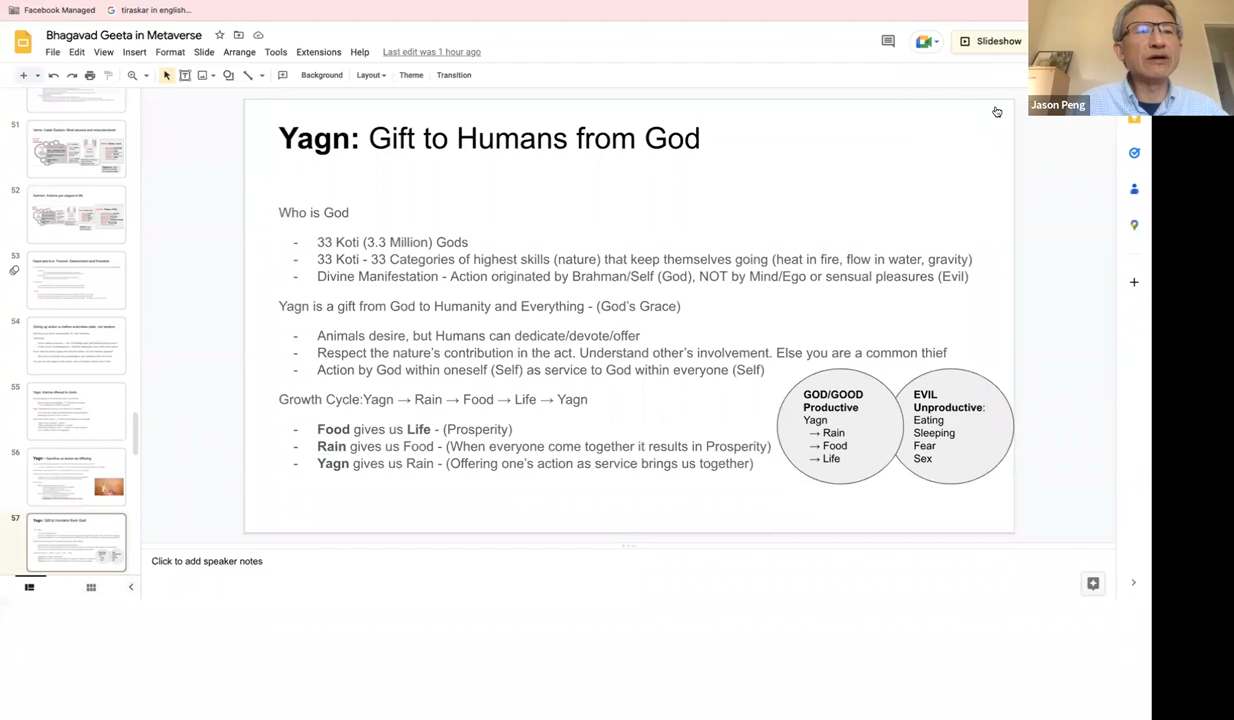 Facebook Managed
tiraskar in english...
Bhagavad Geeta in Metaverse
File Edit View Insert Format Slide Arrange Tools Extensions Help Last edit was 1 hour ago
Slideshow
Background Layout Theme Transition
Jason Peng
51
52
53
54
55
56
57
Yagn: Gift to Humans from God
Who is God
- 33 Koti (3.3 Million) Gods
- 33 Koti - 33 Categories of highest skills (nature) that keep themselves going (heat in fire, flow in water, gravity)
- Divine Manifestation - Action originated by Brahman/Self (God), NOT by Mind/Ego or sensual pleasures (Evil)
Yagn is a gift from God to Humanity and Everything - (God's Grace)
- Animals desire, but Humans can dedicate/devote/offer
- Respect the nature's contribution in the act. Understand other's involvement. Else you are a common thief
- Action by God within oneself (Self) as service to God within everyone (Self)
Growth Cycle:Yagn → Rain → Food → Life → Yagn
- Food gives us Life - (Prosperity)
- Rain gives us Food - (When everyone come together it results in Prosperity)
- Yagn gives us Rain - (Offering one's action as service brings us together)
GOD/GOOD
Productive
Yagn
→ Rain
→ Food
→ Life
EVIL
Unproductive:
Eating
Sleeping
Fear
Sex
Click to add speaker notes